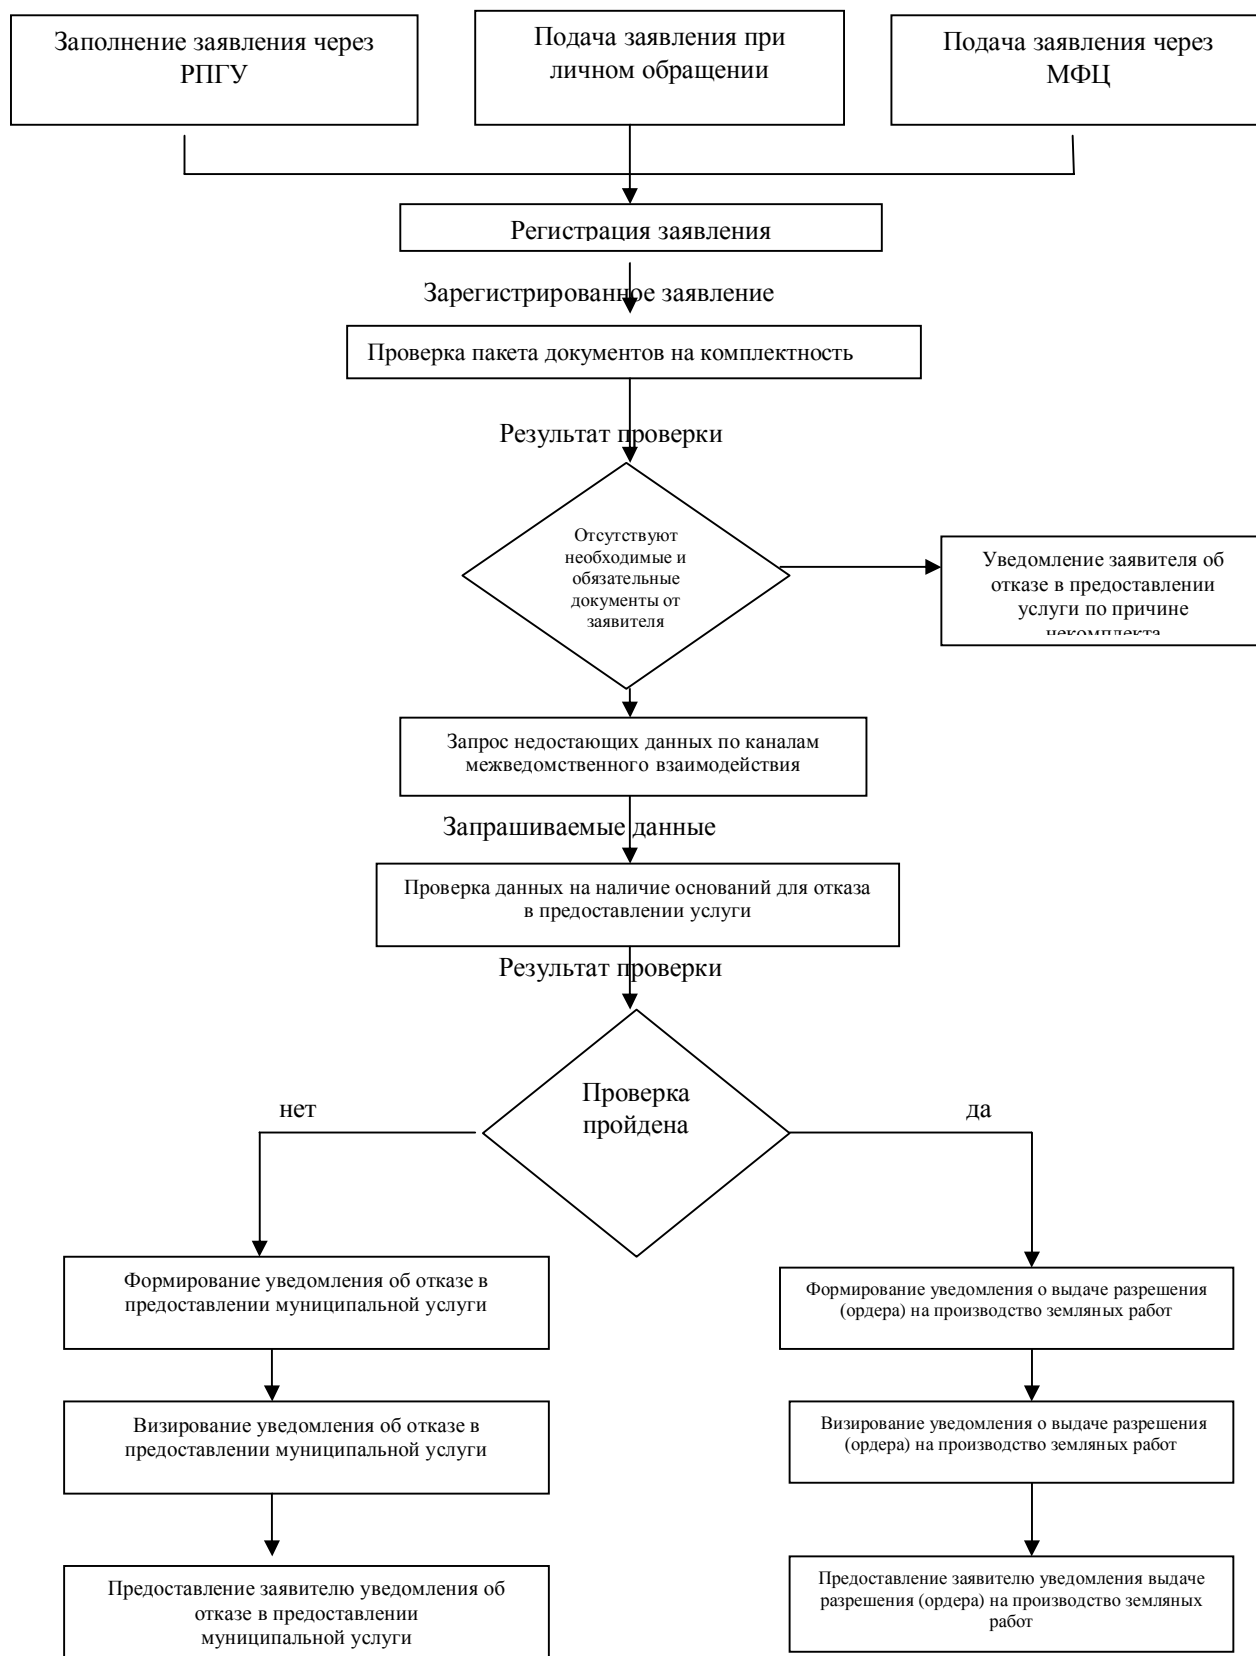 Заполнение заявления через
РПГУ
Подача заявления при
личном обращении
Подача заявления через
МФЦ
Регистрация заявления
Зарегистрированное заявление
Проверка пакета документов на комплектность
Результат проверки
Отсутствуют
необходимые и
обязательные
документы от
заявителя
Уведомление заявителя об
отказе в предоставлении
услуги по причине
некомплекта
Запрос недостающих данных по каналам
межведомственного взаимодействия
Запрашиваемые данные
Проверка данных на наличие оснований для отказа
в предоставлении услуги
Результат проверки
Проверка
пройдена
нет
да
Формирование уведомления об отказе в
предоставлении муниципальной услуги
Формирование уведомления о выдаче разрешения
(ордера) на производство земляных работ
Визирование уведомления об отказе в
предоставлении муниципальной услуги
Визирование уведомления о выдаче разрешения
(ордера) на производство земляных работ
Предоставление заявителю уведомления об
отказе в предоставлении
муниципальной услуги
Предоставление заявителю уведомления выдаче
разрешения (ордера) на производство земляных
работ